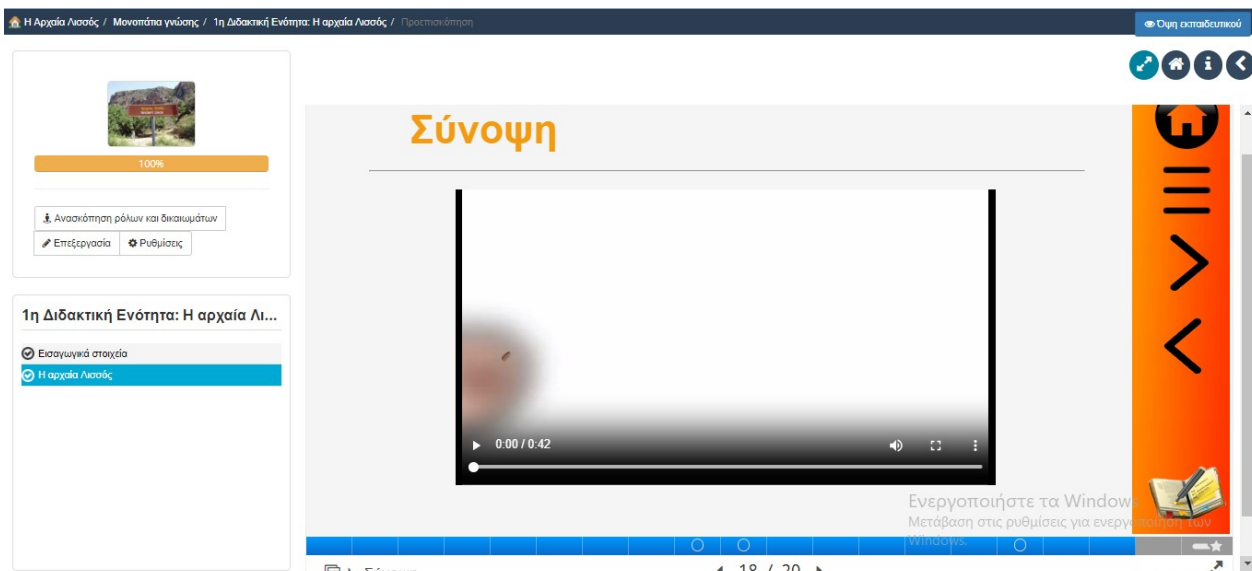 Η Αρχαία Λισσός / Μονοπάτια γνώσης / 1η Διδακτική Ενότητα: Η αρχαία Λισσός / Προεπισκόπηση
Όψη εκπαιδευτικού
100%
Ανασκόπηση ρόλων και δικαιωμάτων
Επεξεργασία Ρυθμίσεις
1η Διδακτική Ενότητα: Η αρχαία Λι...
Εισαγωγικά στοιχεία
Η αρχαία Λισσός
Σύνοψη
0:00 / 0:42
Ενεργοποιήστε τα Windows
Μετάβαση στις ρυθμίσεις για ενεργοποίηση των
Windows.
Σύνοψη
18 / 20